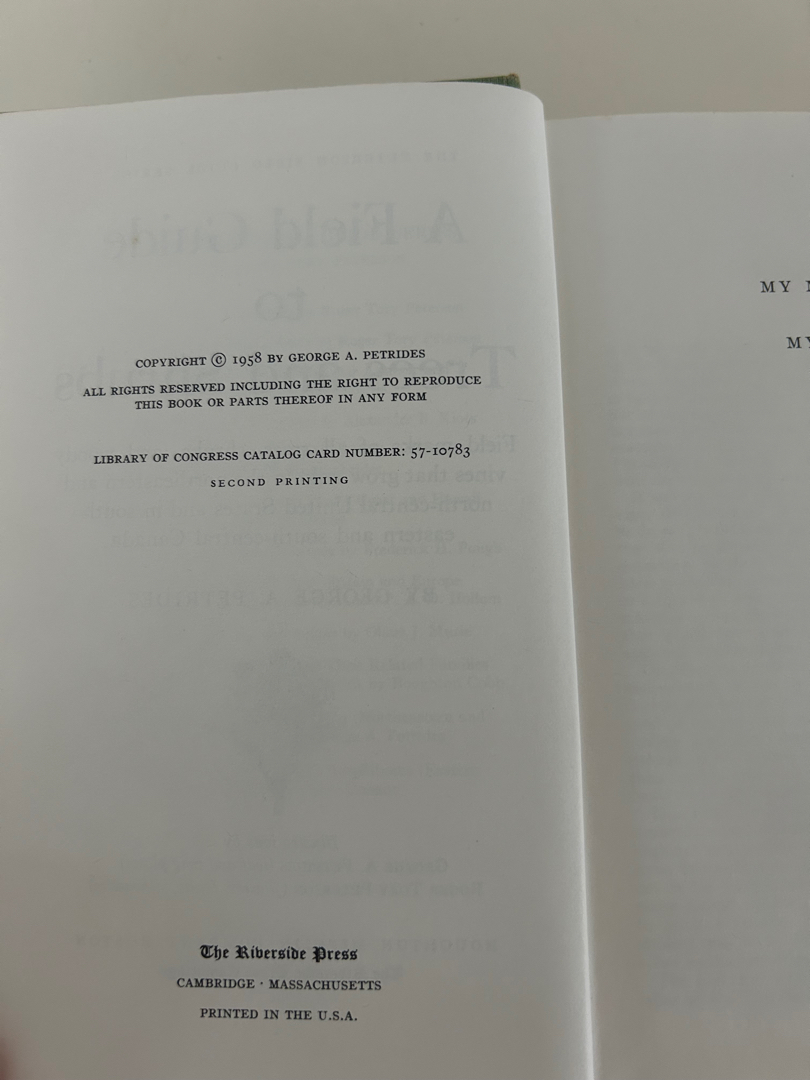 COPYRIGHT © 1958 BY GEORGE A. PETRIDES
ALL RIGHTS RESERVED INCLUDING THE RIGHT TO REPRODUCE
THIS BOOK OR PARTS THEREOF IN ANY FORM
LIBRARY OF CONGRESS CATALOG CARD NUMBER: 57-10783
SECOND PRINTING
The Riverside Press
CAMBRIDGE · MASSACHUSETTS
PRINTED IN THE U.S.A.
MY
MY